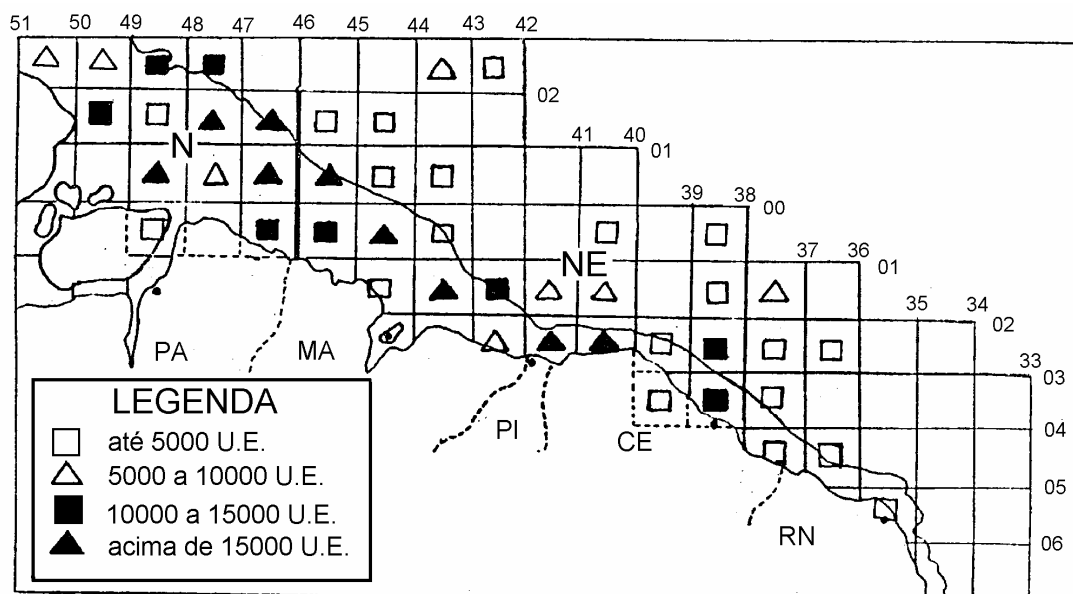 51 50 49 48 47 46 45 44 43 42
02
41 40
N
01
39 38
00
37 36
NE
01
35 34
02
33
PA
MA
03
LEGENDA
PI
CE
04
até 5000 U.E.
5000 a 10000 U.E.
05
10000 a 15000 U.E.
RN
acima de 15000 U.E.
06